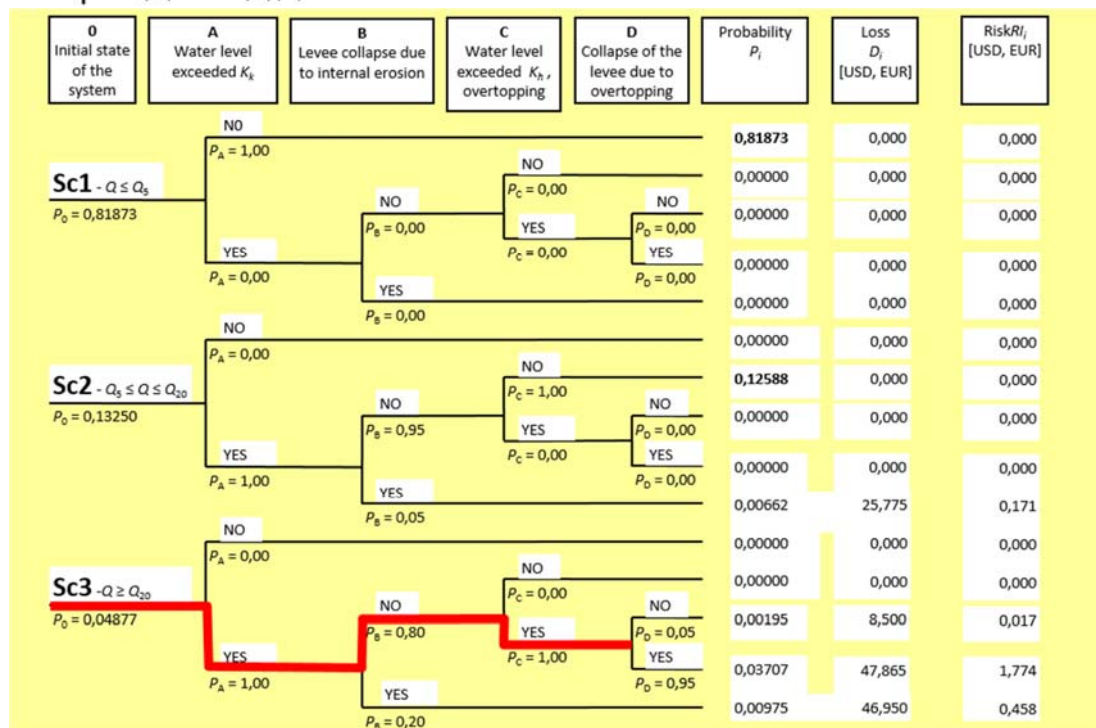 0
Initial state
of the
system
A
Water level
exceeded Kk
B
Levee collapse due
to internal erosion
C
Water level
exceeded Kh,
overtopping
D
Collapse of the
levee due to
overtopping
Probability
Pi
Loss
Di
[USD, EUR]
RiskRIi
[USD, EUR]
N0
PA = 1,00
0,81873 0,000 0,000
NO
PC = 0,00
0,00000 0,000 0,000
Sc1 - Q ≤ Q5
P0 = 0,81873
NO
PB = 0,00
YES
PC = 0,00
NO
PD = 0,00
0,00000 0,000 0,000
YES
PA = 0,00
YES
PD = 0,00
0,00000 0,000 0,000
YES
PB = 0,00
0,00000 0,000 0,000
NO
PA = 0,00
0,00000 0,000 0,000
NO
PC = 1,00
0,12588 0,000 0,000
Sc2 - Q5 ≤ Q ≤ Q20
P0 = 0,13250
NO
PB = 0,95
YES
PC = 0,00
NO
PD = 0,00
0,00000 0,000 0,000
YES
PA = 1,00
YES
PD = 0,00
0,00000 0,000 0,000
YES
PB = 0,05
0,00662 25,775 0,171
NO
PA = 0,00
0,00000 0,000 0,000
NO
PC = 0,00
0,00000 0,000 0,000
Sc3 -Q ≥ Q20
P0 = 0,04877
NO
PB = 0,80
YES
PC = 1,00
NO
PD = 0,05
0,00195 8,500 0,017
YES
PA = 1,00
YES
PD = 0,95
0,03707 47,865 1,774
YES
PB = 0,20
0,00975 46,950 0,458